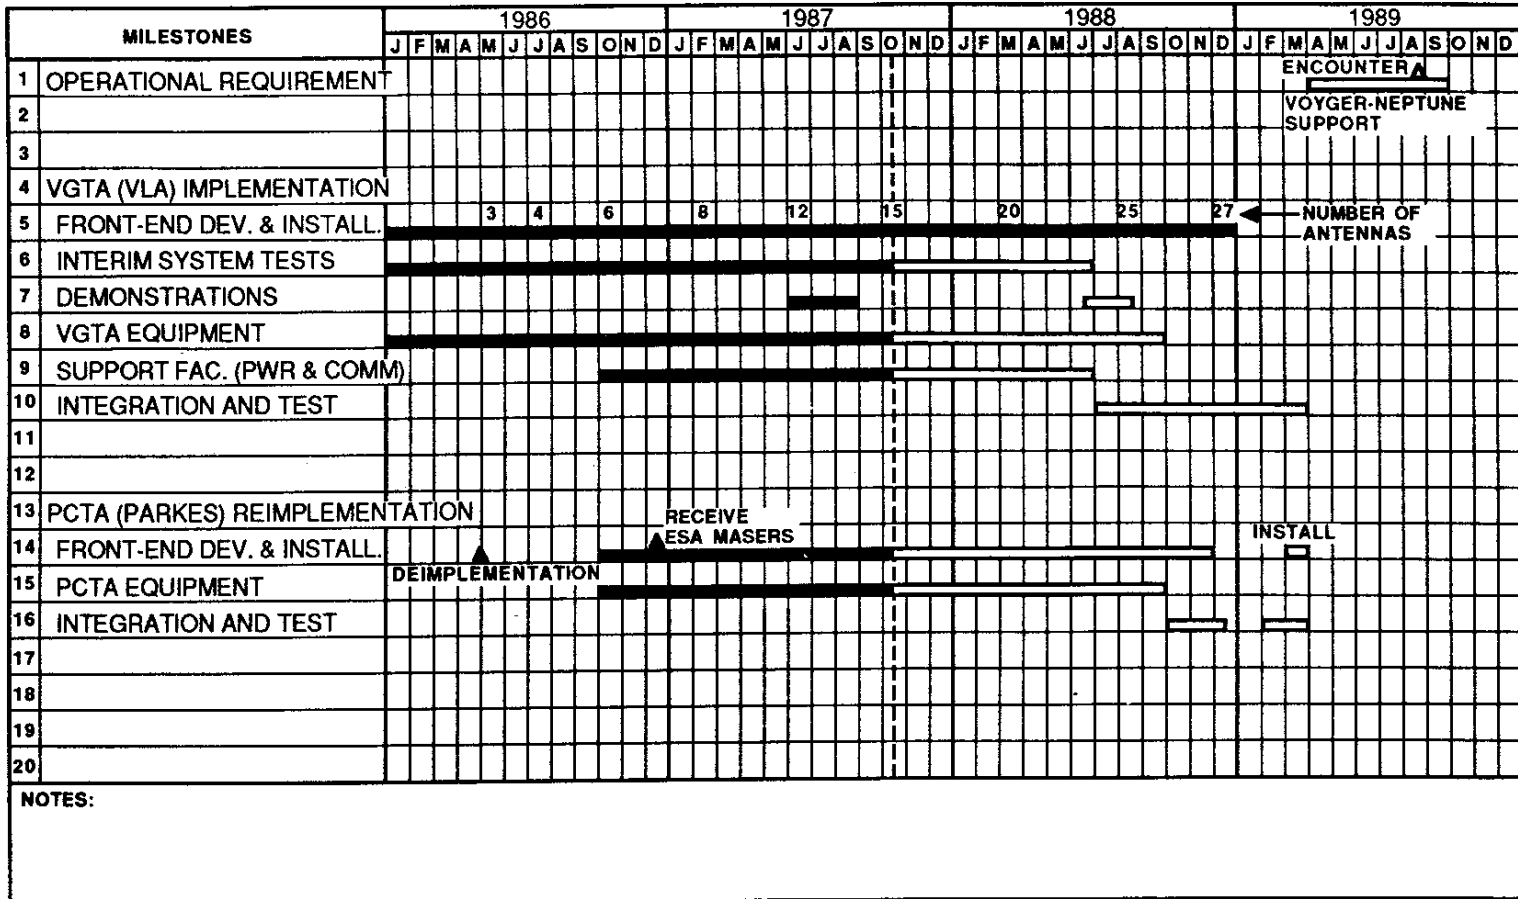 MILESTONES
1986 1987 1988 1989
J F M A M J J A S O N D J F M A M J J A S O N D J F M A M J J A S O N D J F M A M J J A S O N D
1 OPERATIONAL REQUIREMENT
ENCOUNTER
VOYGER-NEPTUNE
SUPPORT
2
3
4 VGTA (VLA) IMPLEMENTATION
3 4 6 8 12 15 20 25 27
NUMBER OF
ANTENNAS
5 FRONT-END DEV. & INSTALL.
6 INTERIM SYSTEM TESTS
7 DEMONSTRATIONS
8 VGTA EQUIPMENT
9 SUPPORT FAC. (PWR & COMM)
10 INTEGRATION AND TEST
11
12
13 PCTA (PARKES) REIMPLEMENTATION
RECEIVE
ESA MASERS
INSTALL
14 FRONT-END DEV. & INSTALL.
DEIMPLEMENTATION
15 PCTA EQUIPMENT
16 INTEGRATION AND TEST
17
18
19
20
NOTES: